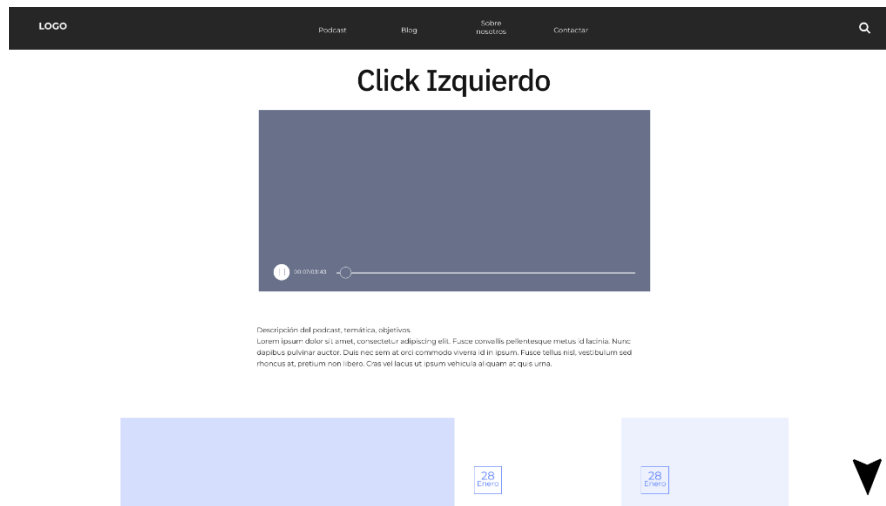 LOGO
Podcast
Blog
Sobre
nosotros
Contactar
Click Izquierdo
00:07/03:43
Descripción del podcast, temática, objetivos.
Lorem ipsum dolor sit amet, consectetur adipiscing elit. Fusce convallis pellentesque metus id lacinia. Nunc
dapibus pulvinar auctor. Duis nec sem at orci commodo viverra id in ipsum. Fusce tellus nisl, vestibulum sed
rhoncus at, pretium non libero. Cras vel lacus ut ipsum vehicula aliquam at quis urna.
28
Enero
28
Enero